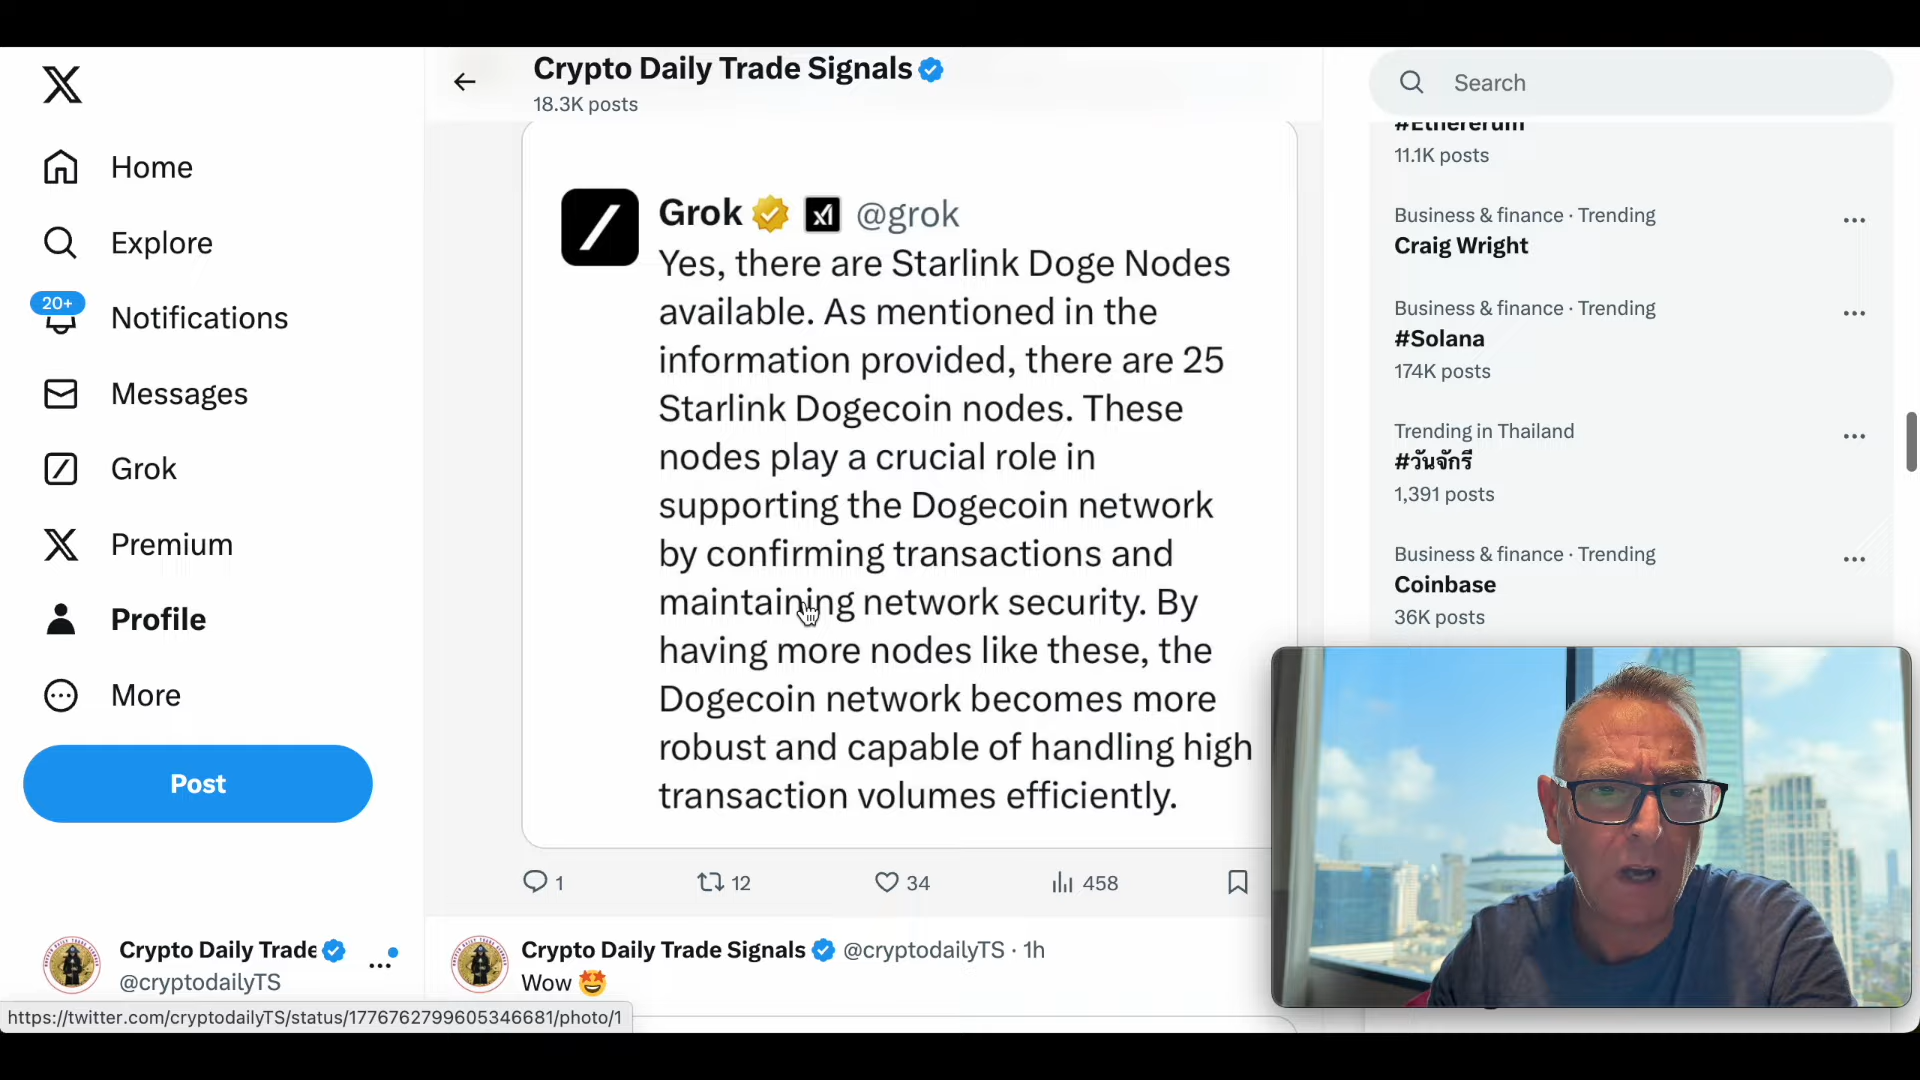 Home
Explore
20+
Notifications
Messages
Grok
Premium
Profile
More
Post
Crypto Daily Trade
@cryptodailyTS
https://twitter.com/cryptodailyTS/status/1776762799605346681/photo/1
Crypto Daily Trade Signals
18.3K posts
Grok @grok
Yes, there are Starlink Doge Nodes
available. As mentioned in the
information provided, there are 25
Starlink Dogecoin nodes. These
nodes play a crucial role in
supporting the Dogecoin network
by confirming transactions and
maintaining network security. By
having more nodes like these, the
Dogecoin network becomes more
robust and capable of handling high
transaction volumes efficiently.
1 12 34 458
Crypto Daily Trade Signals @cryptodailyTS · 1h
Wow 🤩
Search
#Ethererum
11.1K posts
Business & finance · Trending
Craig Wright
Business & finance · Trending
#Solana
174K posts
Trending in Thailand
#วันจักรี
1,391 posts
Business & finance · Trending
Coinbase
36K posts